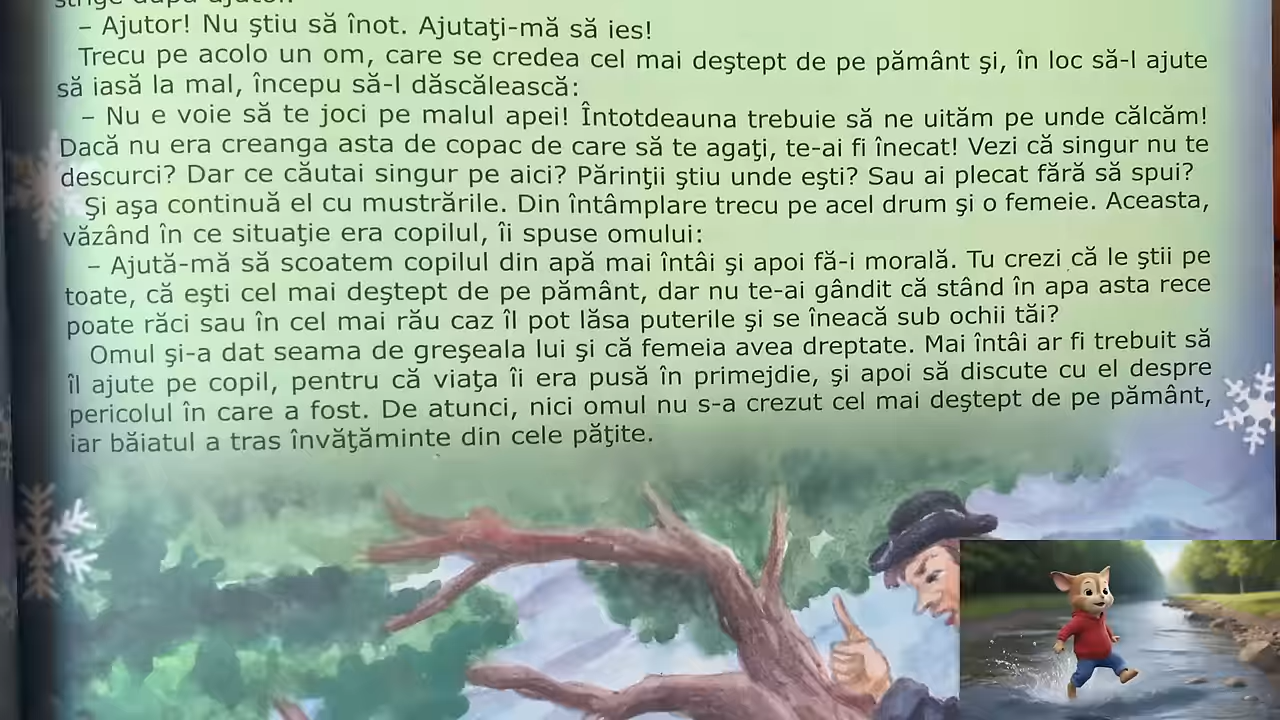 – Ajutor! Nu ştiu să înot. Ajutaţi-mă să ies!
Trecu pe acolo un om, care se credea cel mai deştept de pe pământ şi, în loc să-l ajute
să iasă la mal, începu să-l dăscălească:
– Nu e voie să te joci pe malul apei! Întotdeauna trebuie să ne uităm pe unde călcăm!
Dacă nu era creanga asta de copac de care să te agaţi, te-ai fi înecat! Vezi că singur nu te
descurci? Dar ce căutai singur pe aici? Părinţii ştiu unde eşti? Sau ai plecat fără să spui?
Şi aşa continuă el cu mustrările. Din întâmplare trecu pe acel drum şi o femeie. Aceasta,
văzând în ce situaţie era copilul, îi spuse omului:
– Ajută-mă să scoatem copilul din apă mai întâi şi apoi fă-i morală. Tu crezi că le ştii pe
toate, că eşti cel mai deştept de pe pământ, dar nu te-ai gândit că stând în apa asta rece
poate răci sau în cel mai rău caz îl pot lăsa puterile şi se îneacă sub ochii tăi?
Omul şi-a dat seama de greşeala lui şi că femeia avea dreptate. Mai întâi ar fi trebuit să
îl ajute pe copil, pentru că viaţa îi era pusă în primejdie, şi apoi să discute cu el despre
pericolul în care a fost. De atunci, nici omul nu s-a crezut cel mai deştept de pe pământ,
iar băiatul a tras învăţăminte din cele păţite.